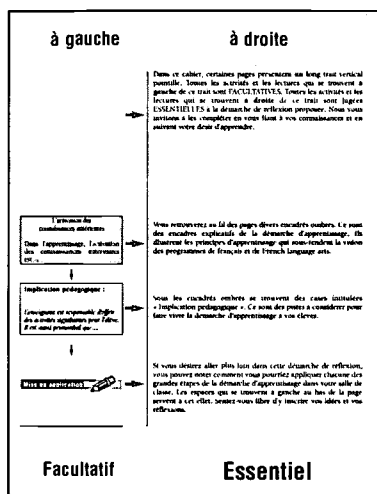 à gauche
à droite
Dans ce cahier, certaines pages présentent un long trait vertical
pointillé. Toutes les activités et les lectures qui se trouvent à
gauche de ce trait sont FACULTATIVES. Toutes les activités et les
lectures qui se trouvent à droite de ce trait sont jugées
ESSENTIELLES à la démarche de réflexion proposée. Nous vous
invitons à les compléter en vous fiant à vos connaissances et en
suivant votre désir d'apprendre.
L'activation des
connaissances antérieures
Dans l'apprentissage, l'activation
des connaissances antérieures
est...
Vous retrouverez au fil des pages divers encadrés ombrés. Ce sont
des encadrés explicatifs de la démarche d'apprentissage. Ils
illustrent les principes d'apprentissage qui sous-tendent la vision
des programmes de français et de French language arts.
Implication pédagogique :
L'enseignant est responsable d'offrir
des activités signifiantes pour l'élève.
Il est aussi primordial que ...
Sous les encadrés ombrés se trouvent des cases intitulées
« Implication pédagogique ». Ce sont des pistes à considérer pour
faire vivre la démarche d'apprentissage à vos élèves.
Mise en application
Si vous désirez aller plus loin dans cette démarche de réflexion,
vous pouvez noter comment vous pourriez appliquer chacune des
grandes étapes de la démarche d'apprentissage dans votre salle de
classe. Les espaces qui se trouvent à gauche au bas de la page
servent à cet effet. Sentez-vous libre d'y inscrire vos idées et vos
réflexions.
Facultatif
Essentiel